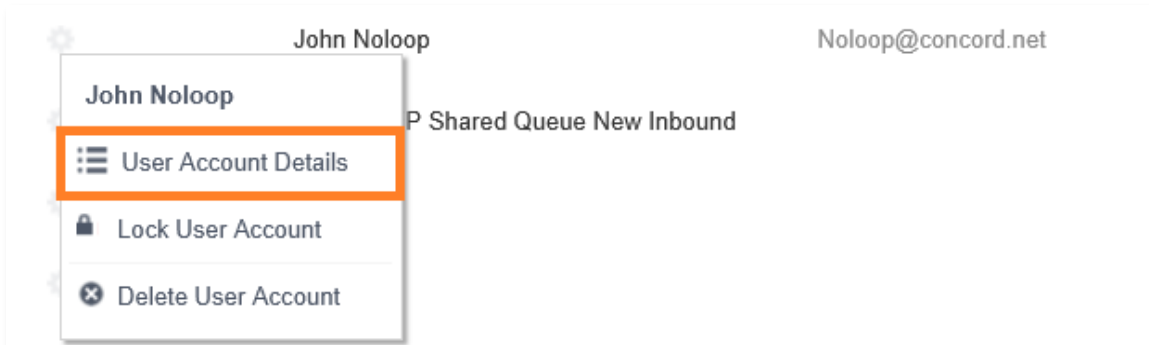 John Noloop Noloop@concord.net
John Noloop
P Shared Queue New Inbound
User Account Details
Lock User Account
Delete User Account